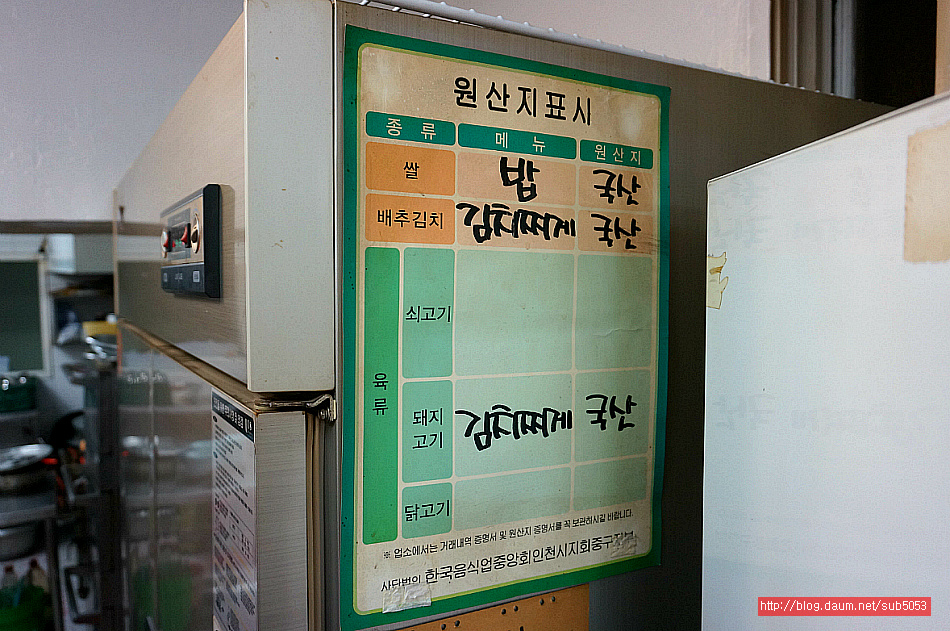 원산지표시
종류 메뉴 원산지
쌀 밥 국산
배추김치 김치찌게 국산
육류
쇠고기
돼지고기 김치찌게 국산
닭고기
※ 업소에서는 거래내역 증명서 및 원산지 증명서를 꼭 보관하시길 바랍니다.
사단법인 한국음식업중앙회인천시지회중구지부
http://blog.daum.net/sub5053